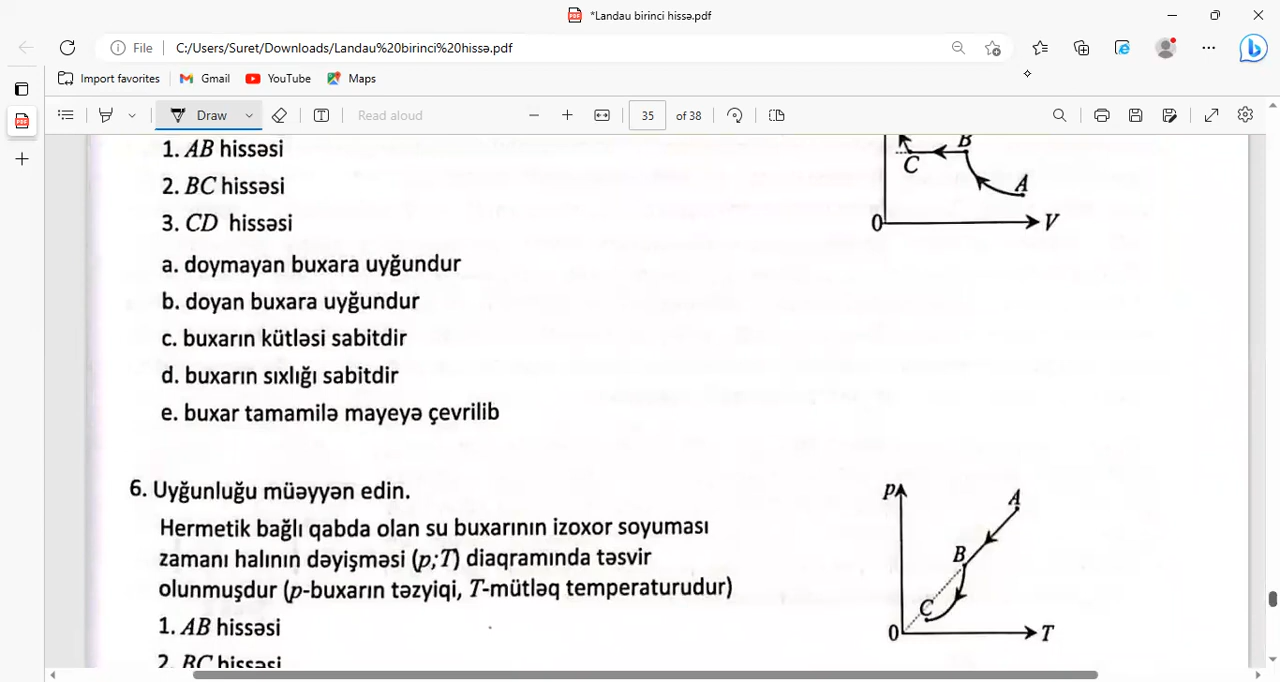 *Landau birinci hissə.pdf
File C:/Users/Suret/Downloads/Landau%20birinci%20hissə.pdf
Import favorites Gmail YouTube Maps
Draw Read aloud 35 of 38
1. AB hissəsi
2. BC hissəsi
3. CD hissəsi
a. doymayan buxara uyğundur
b. doyan buxara uyğundur
c. buxarın kütləsi sabitdir
d. buxarın sıxlığı sabitdir
e. buxar tamamilə mayeyə çevrilib
B
C
A
0 V
6. Uyğunluğu müəyyən edin.
Hermetik bağlı qabda olan su buxarının izoxor soyuması
zamanı halının dəyişməsi (p;T) diaqramında təsvir
olunmuşdur (p-buxarın təzyiqi, T-mütləq temperaturudur)
1. AB hissəsi
2. BC hissəsi
p
A
B
C
0 T